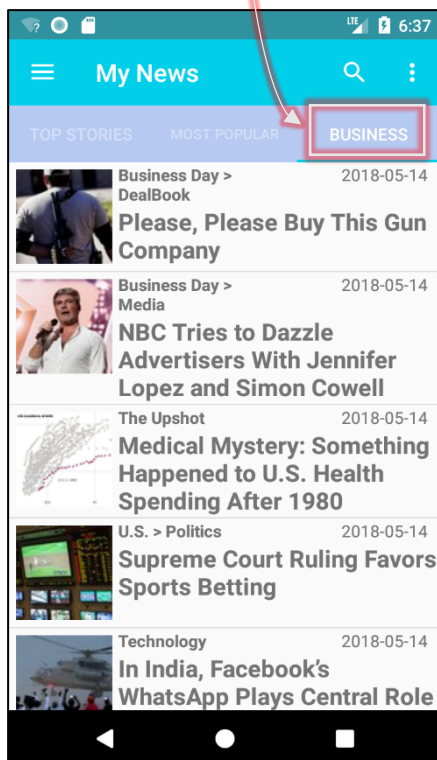 LTE 6:37
My News
TOP STORIES MOST POPULAR BUSINESS
Business Day > 2018-05-14
DealBook
Please, Please Buy This Gun
Company
Business Day > 2018-05-14
Media
NBC Tries to Dazzle
Advertisers With Jennifer
Lopez and Simon Cowell
The Upshot 2018-05-14
Medical Mystery: Something
Happened to U.S. Health
Spending After 1980
U.S. > Politics 2018-05-14
Supreme Court Ruling Favors
Sports Betting
Technology 2018-05-14
In India, Facebook's
WhatsApp Plays Central Role